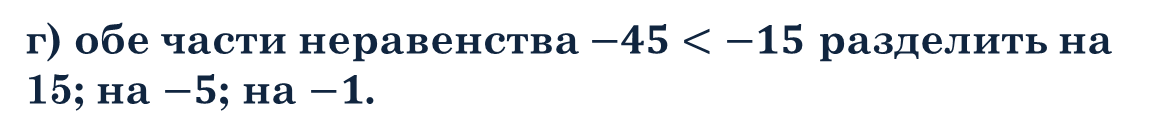 г) обе части неравенства −45 < −15 разделить на
15; на −5; на −1.